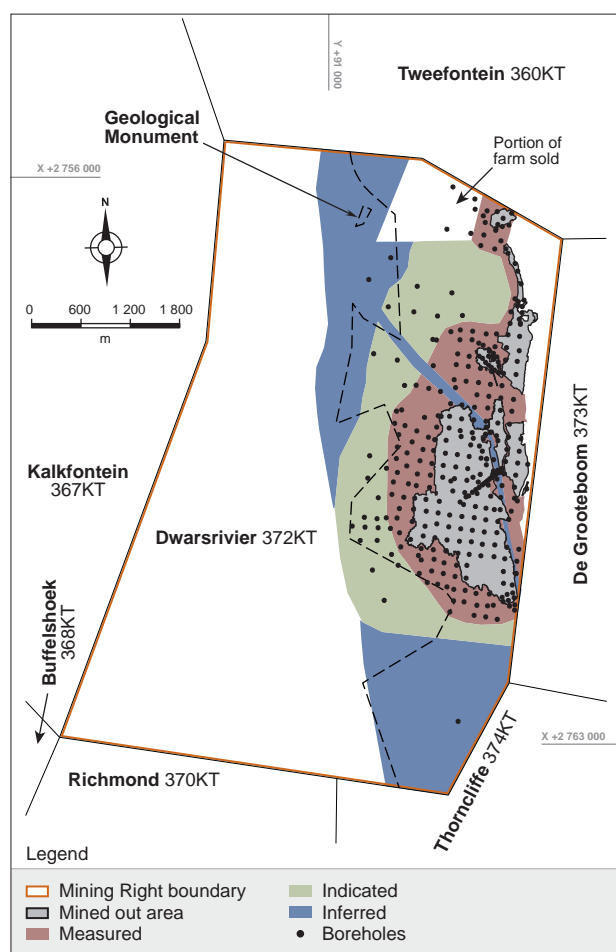 Y +91 000
Tweefontein 360KT
Geological
Monument
Portion of
farm sold
X +2 756 000
N
0 600 1 200 1 800
m
De Grooteboom 373KT
Kalkfontein
367KT
Dwarsrivier 372KT
Buffelshoek
368KT
X +2 763 000
Thorncliffe 374KT
Richmond 370KT
Legend
Mining Right boundary
Mined out area
Measured
Indicated
Inferred
Boreholes